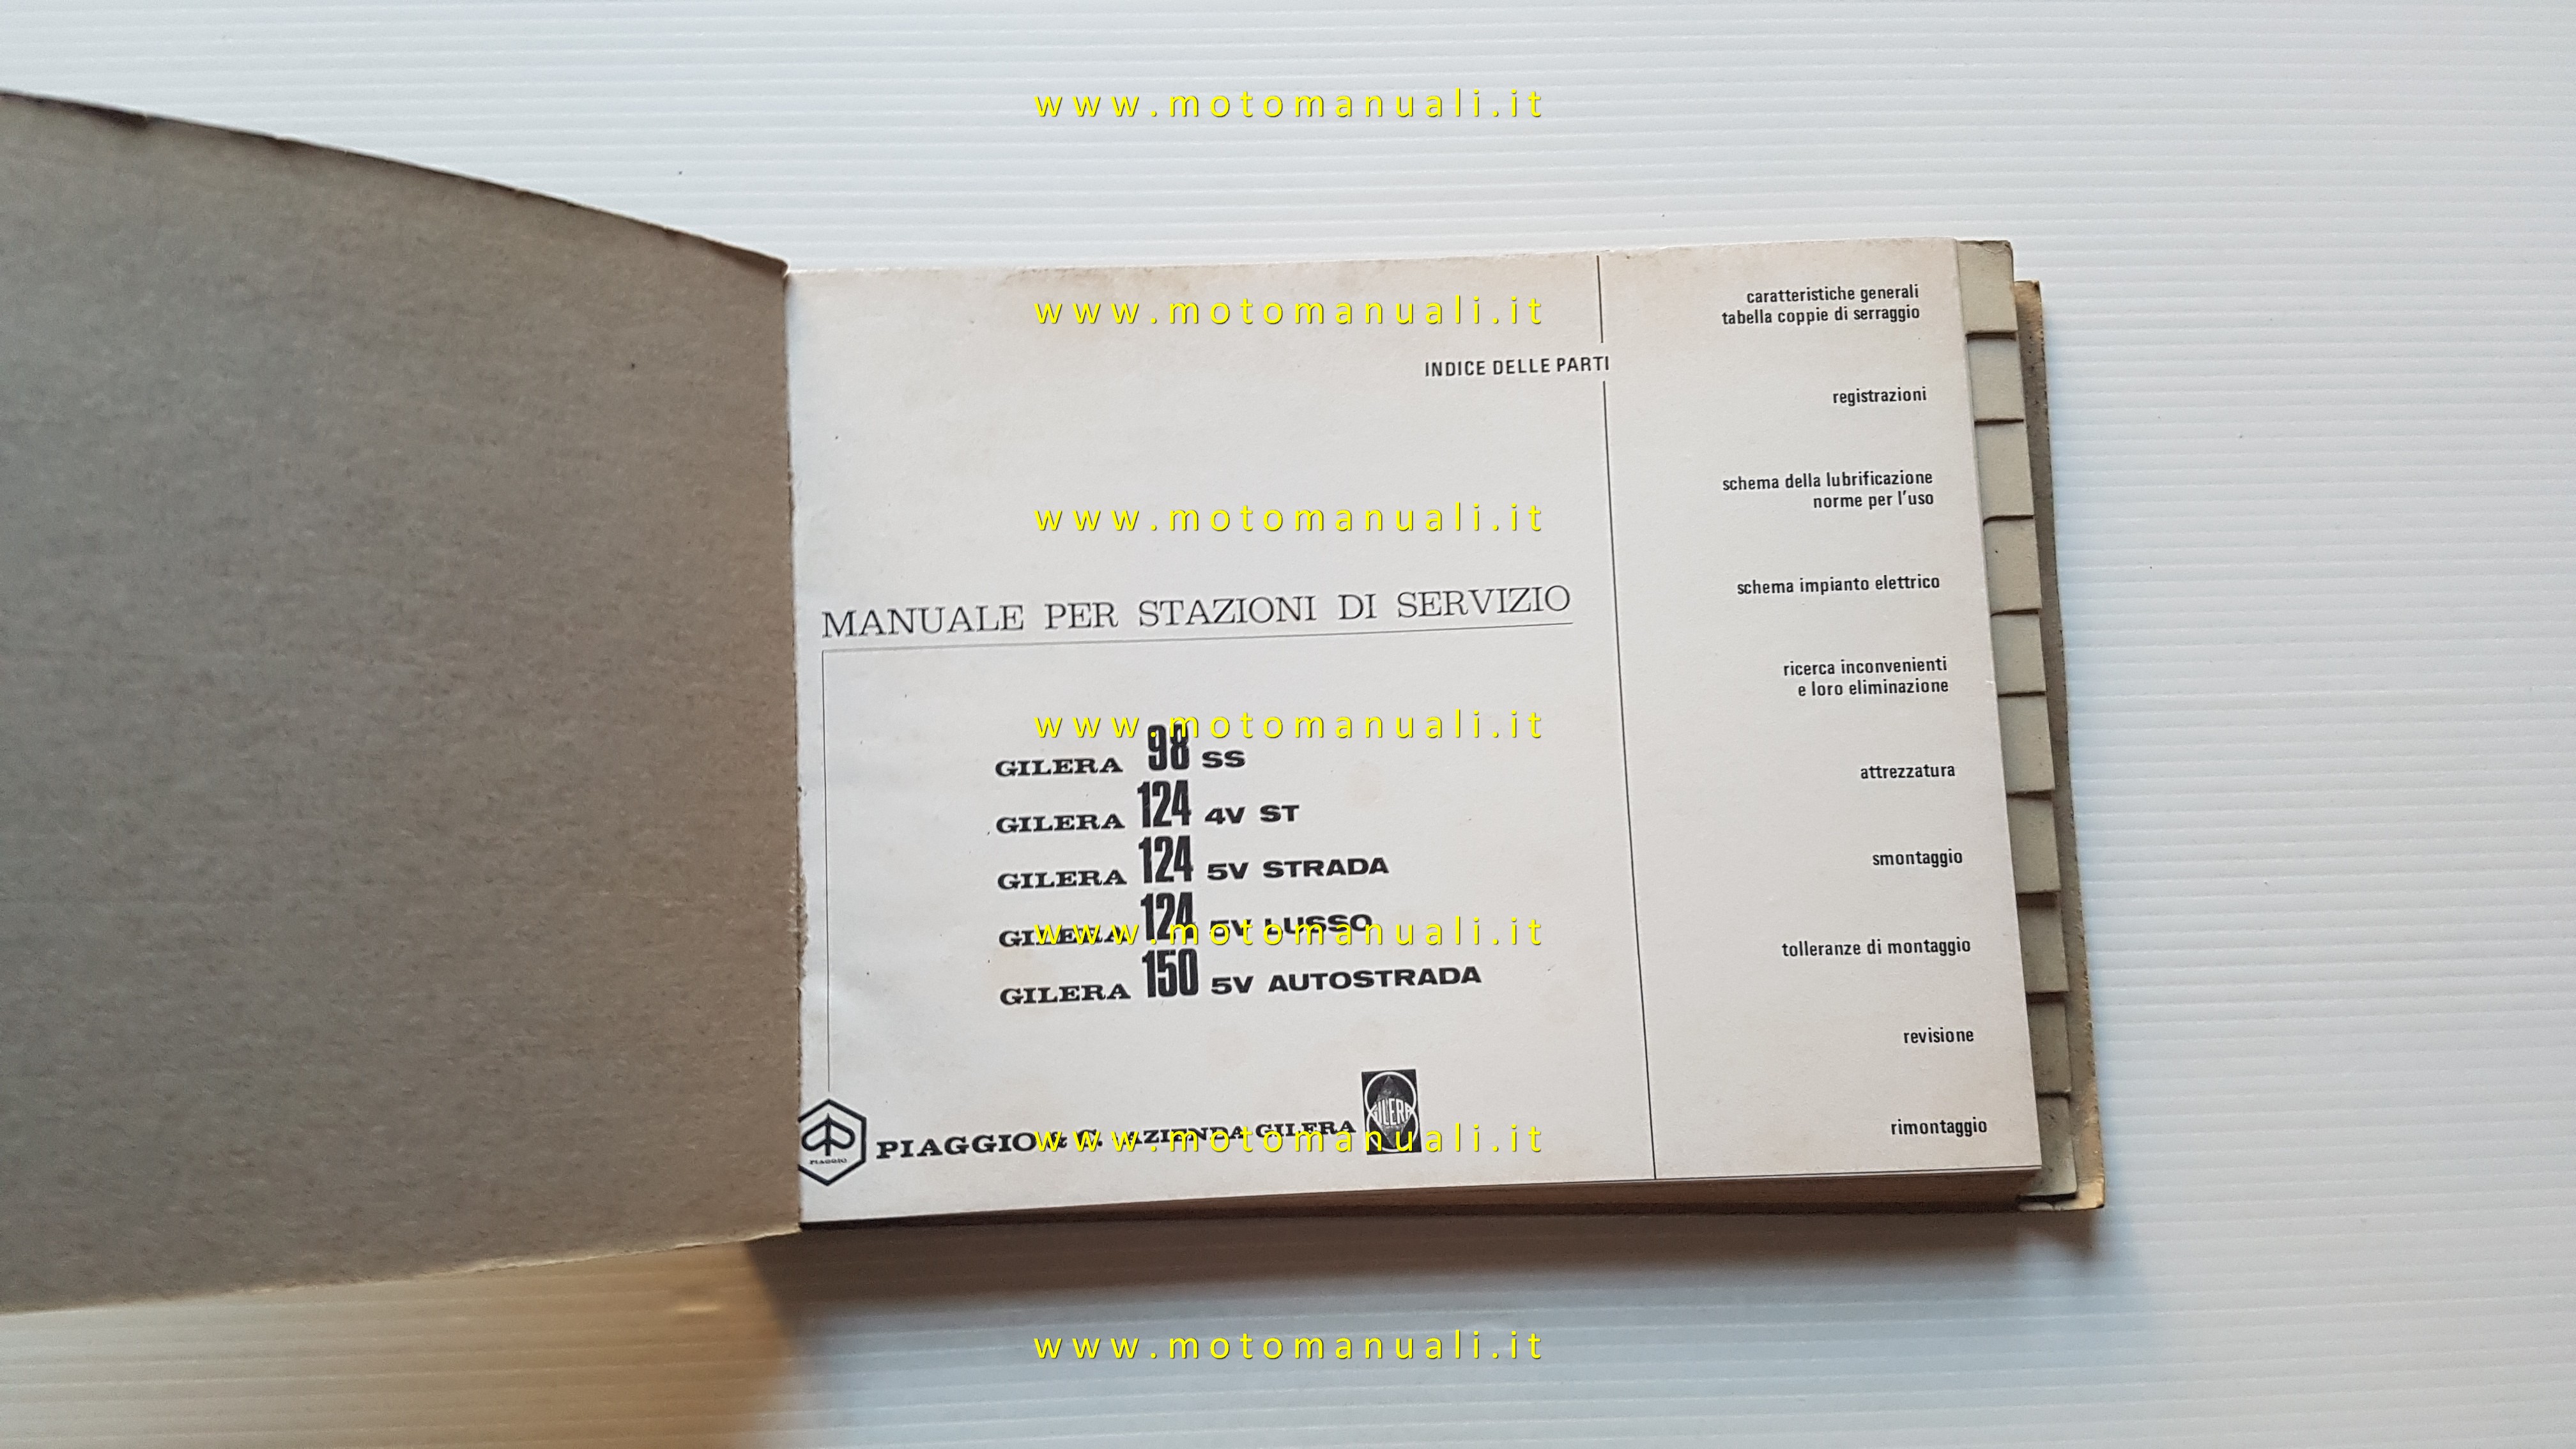 www.motomanuali.it
www.motomanuali.it
INDICE DELLE PARTI
www.motomanuali.it
MANUALE PER STAZIONI DI SERVIZIO
www.motomanuali.it
GILERA 98 SS
GILERA 124 4V ST
GILERA 124 5V STRADA
GILERA 124 5V LUSSO
www.motomanuali.it
GILERA 150 5V AUTOSTRADA
PIAGGIO
PIAGGIO & C. AZIENDA GILERA
GILERA
www.motomanuali.it
www.motomanuali.it
caratteristiche generali
tabella coppie di serraggio
registrazioni
schema della lubrificazione
norme per l'uso
schema impianto elettrico
ricerca inconvenienti
e loro eliminazione
attrezzatura
smontaggio
tolleranze di montaggio
revisione
rimontaggio